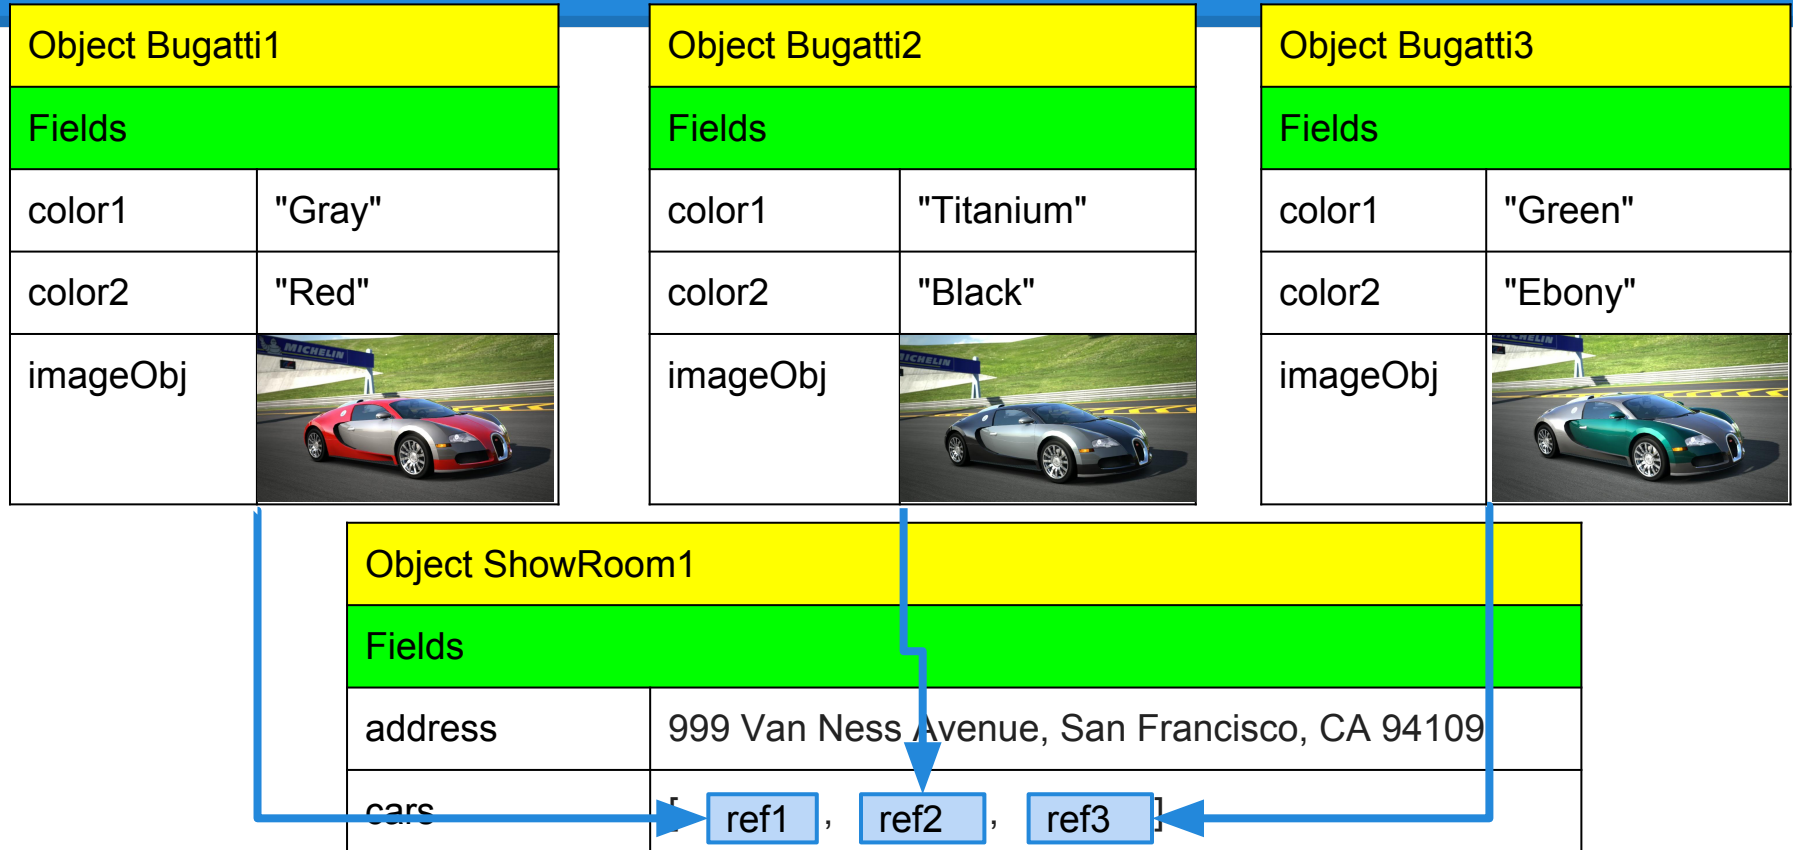 Object Bugatti1
Fields
color1 "Gray"
color2 "Red"
imageObj
MICHELIN
Object Bugatti2
Fields
color1 "Titanium"
color2 "Black"
imageObj
Object Bugatti3
Fields
color1 "Green"
color2 "Ebony"
imageObj
MICHELIN
Object ShowRoom1
Fields
address 999 Van Ness Avenue, San Francisco, CA 94109
cars [ ref1 , ref2 , ref3 ]